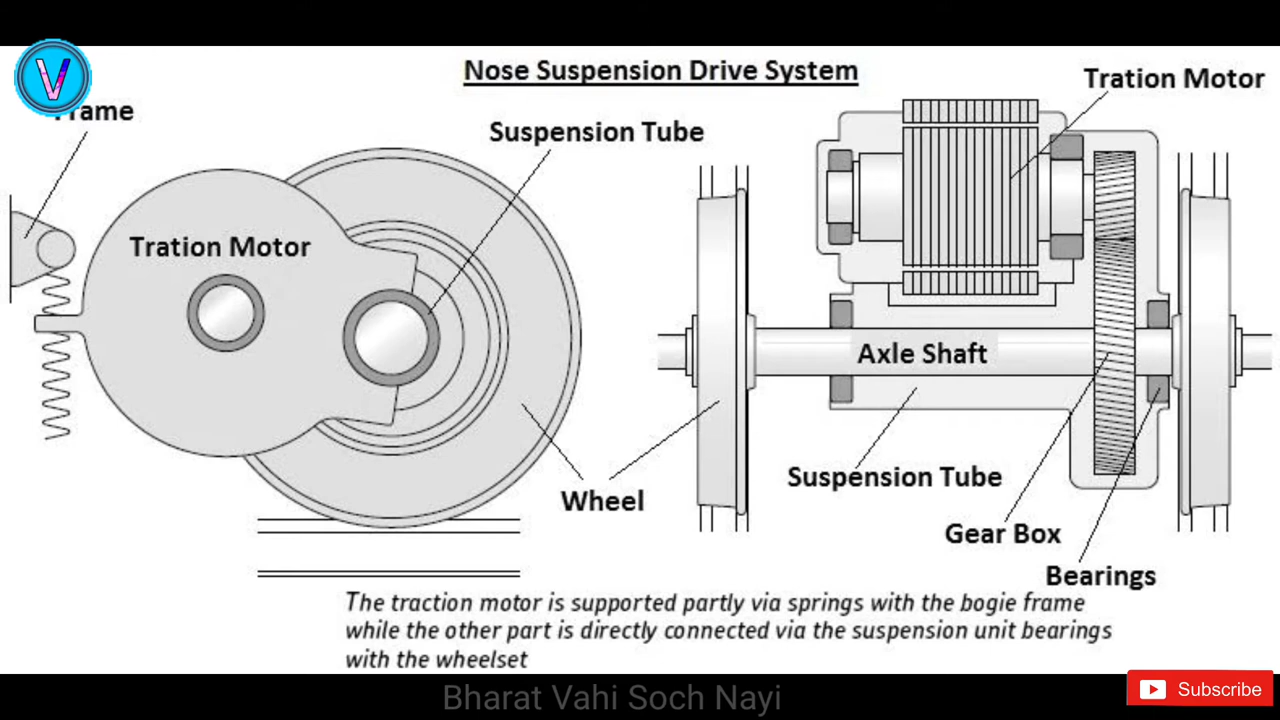 Nose Suspension Drive System
Tration Motor
V
Frame
Suspension Tube
Tration Motor
Axle Shaft
Suspension Tube
Wheel
Gear Box
Bearings
The traction motor is supported partly via springs with the bogie frame
while the other part is directly connected via the suspension unit bearings
with the wheelset
Bharat Vahi Soch Nayi
Subscribe